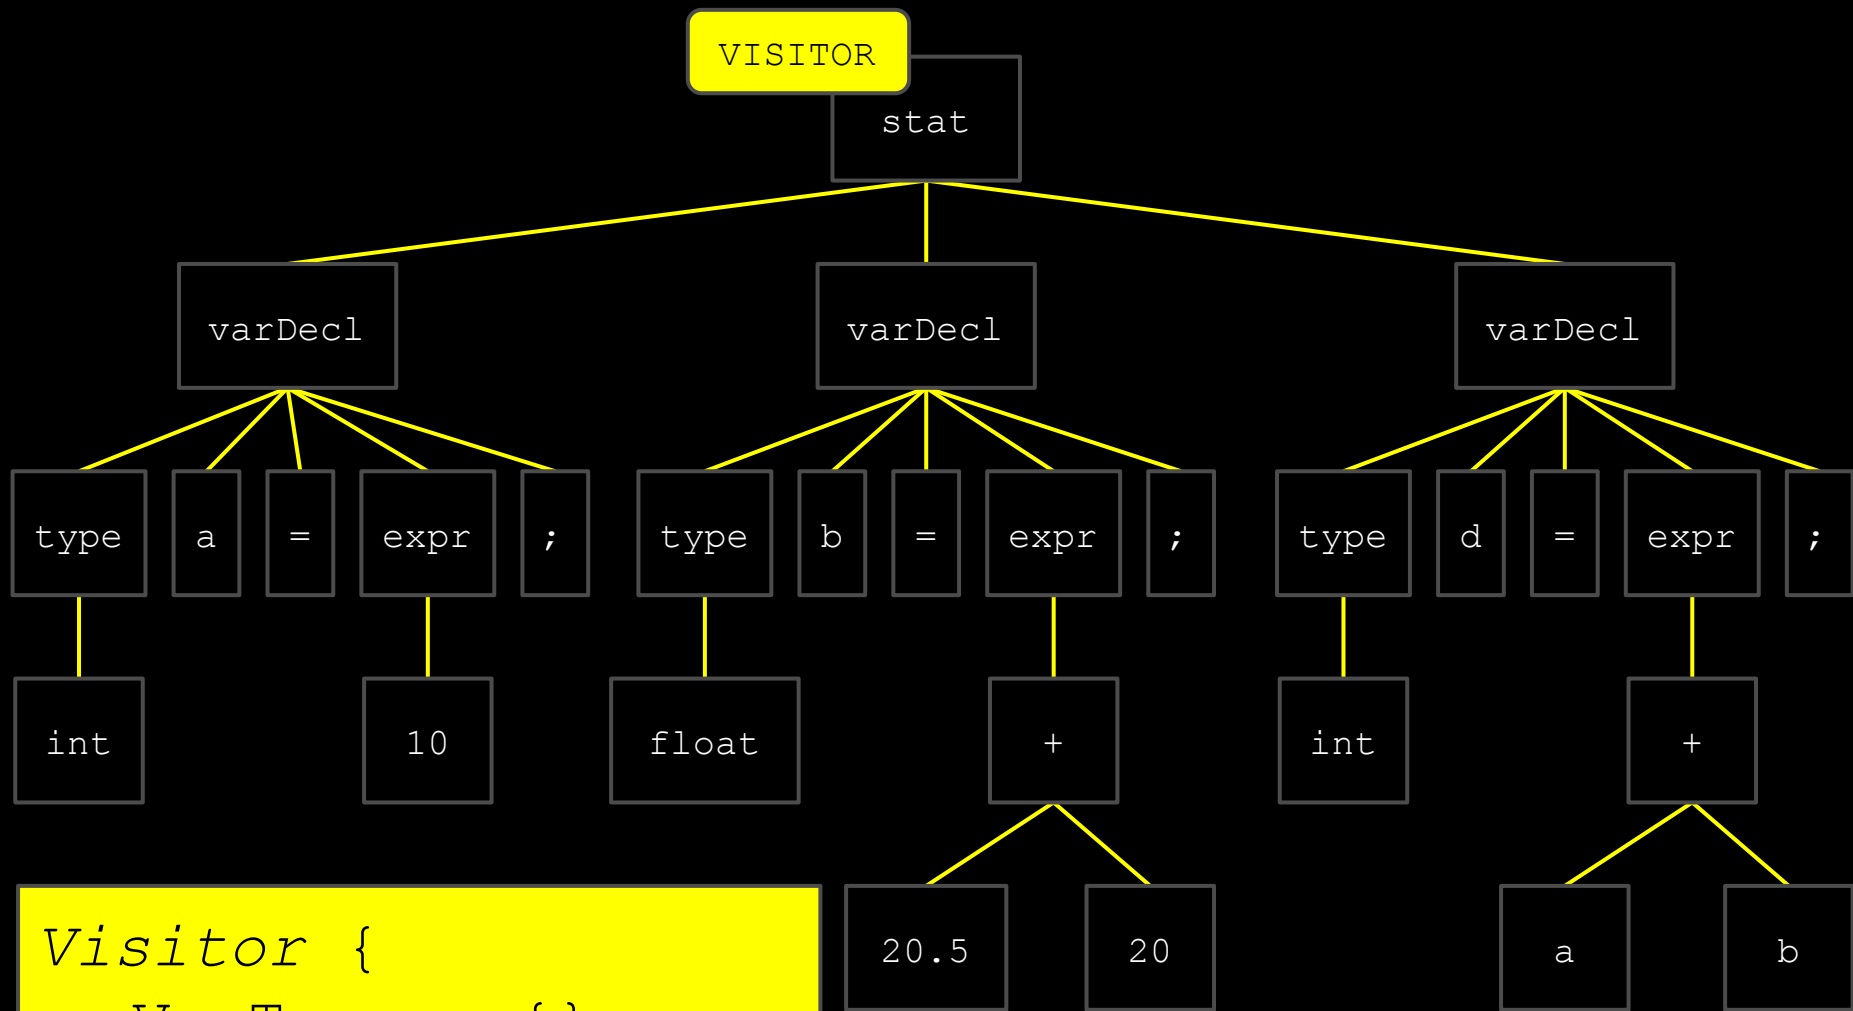 VISITOR
stat
varDecl varDecl varDecl
type a = expr ; type b = expr ; type d = expr ;
int 10 float + int +
20.5 20 a b
Visitor {